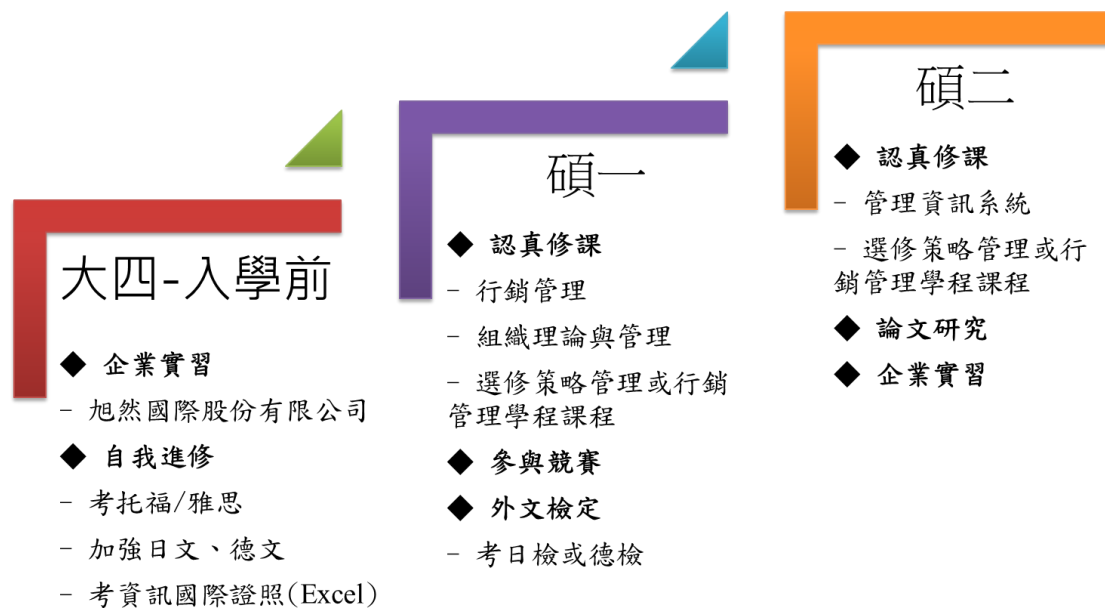 大四-入學前
◆ 企業實習
- 旭然國際股份有限公司
◆ 自我進修
- 考托福/雅思
- 加強日文、德文
- 考資訊國際證照(Excel)
碩一
◆ 認真修課
- 行銷管理
- 組織理論與管理
- 選修策略管理或行銷
管理學程課程
◆ 參與競賽
◆ 外文檢定
- 考日檢或德檢
碩二
◆ 認真修課
- 管理資訊系統
- 選修策略管理或行
銷管理學程課程
◆ 論文研究
◆ 企業實習